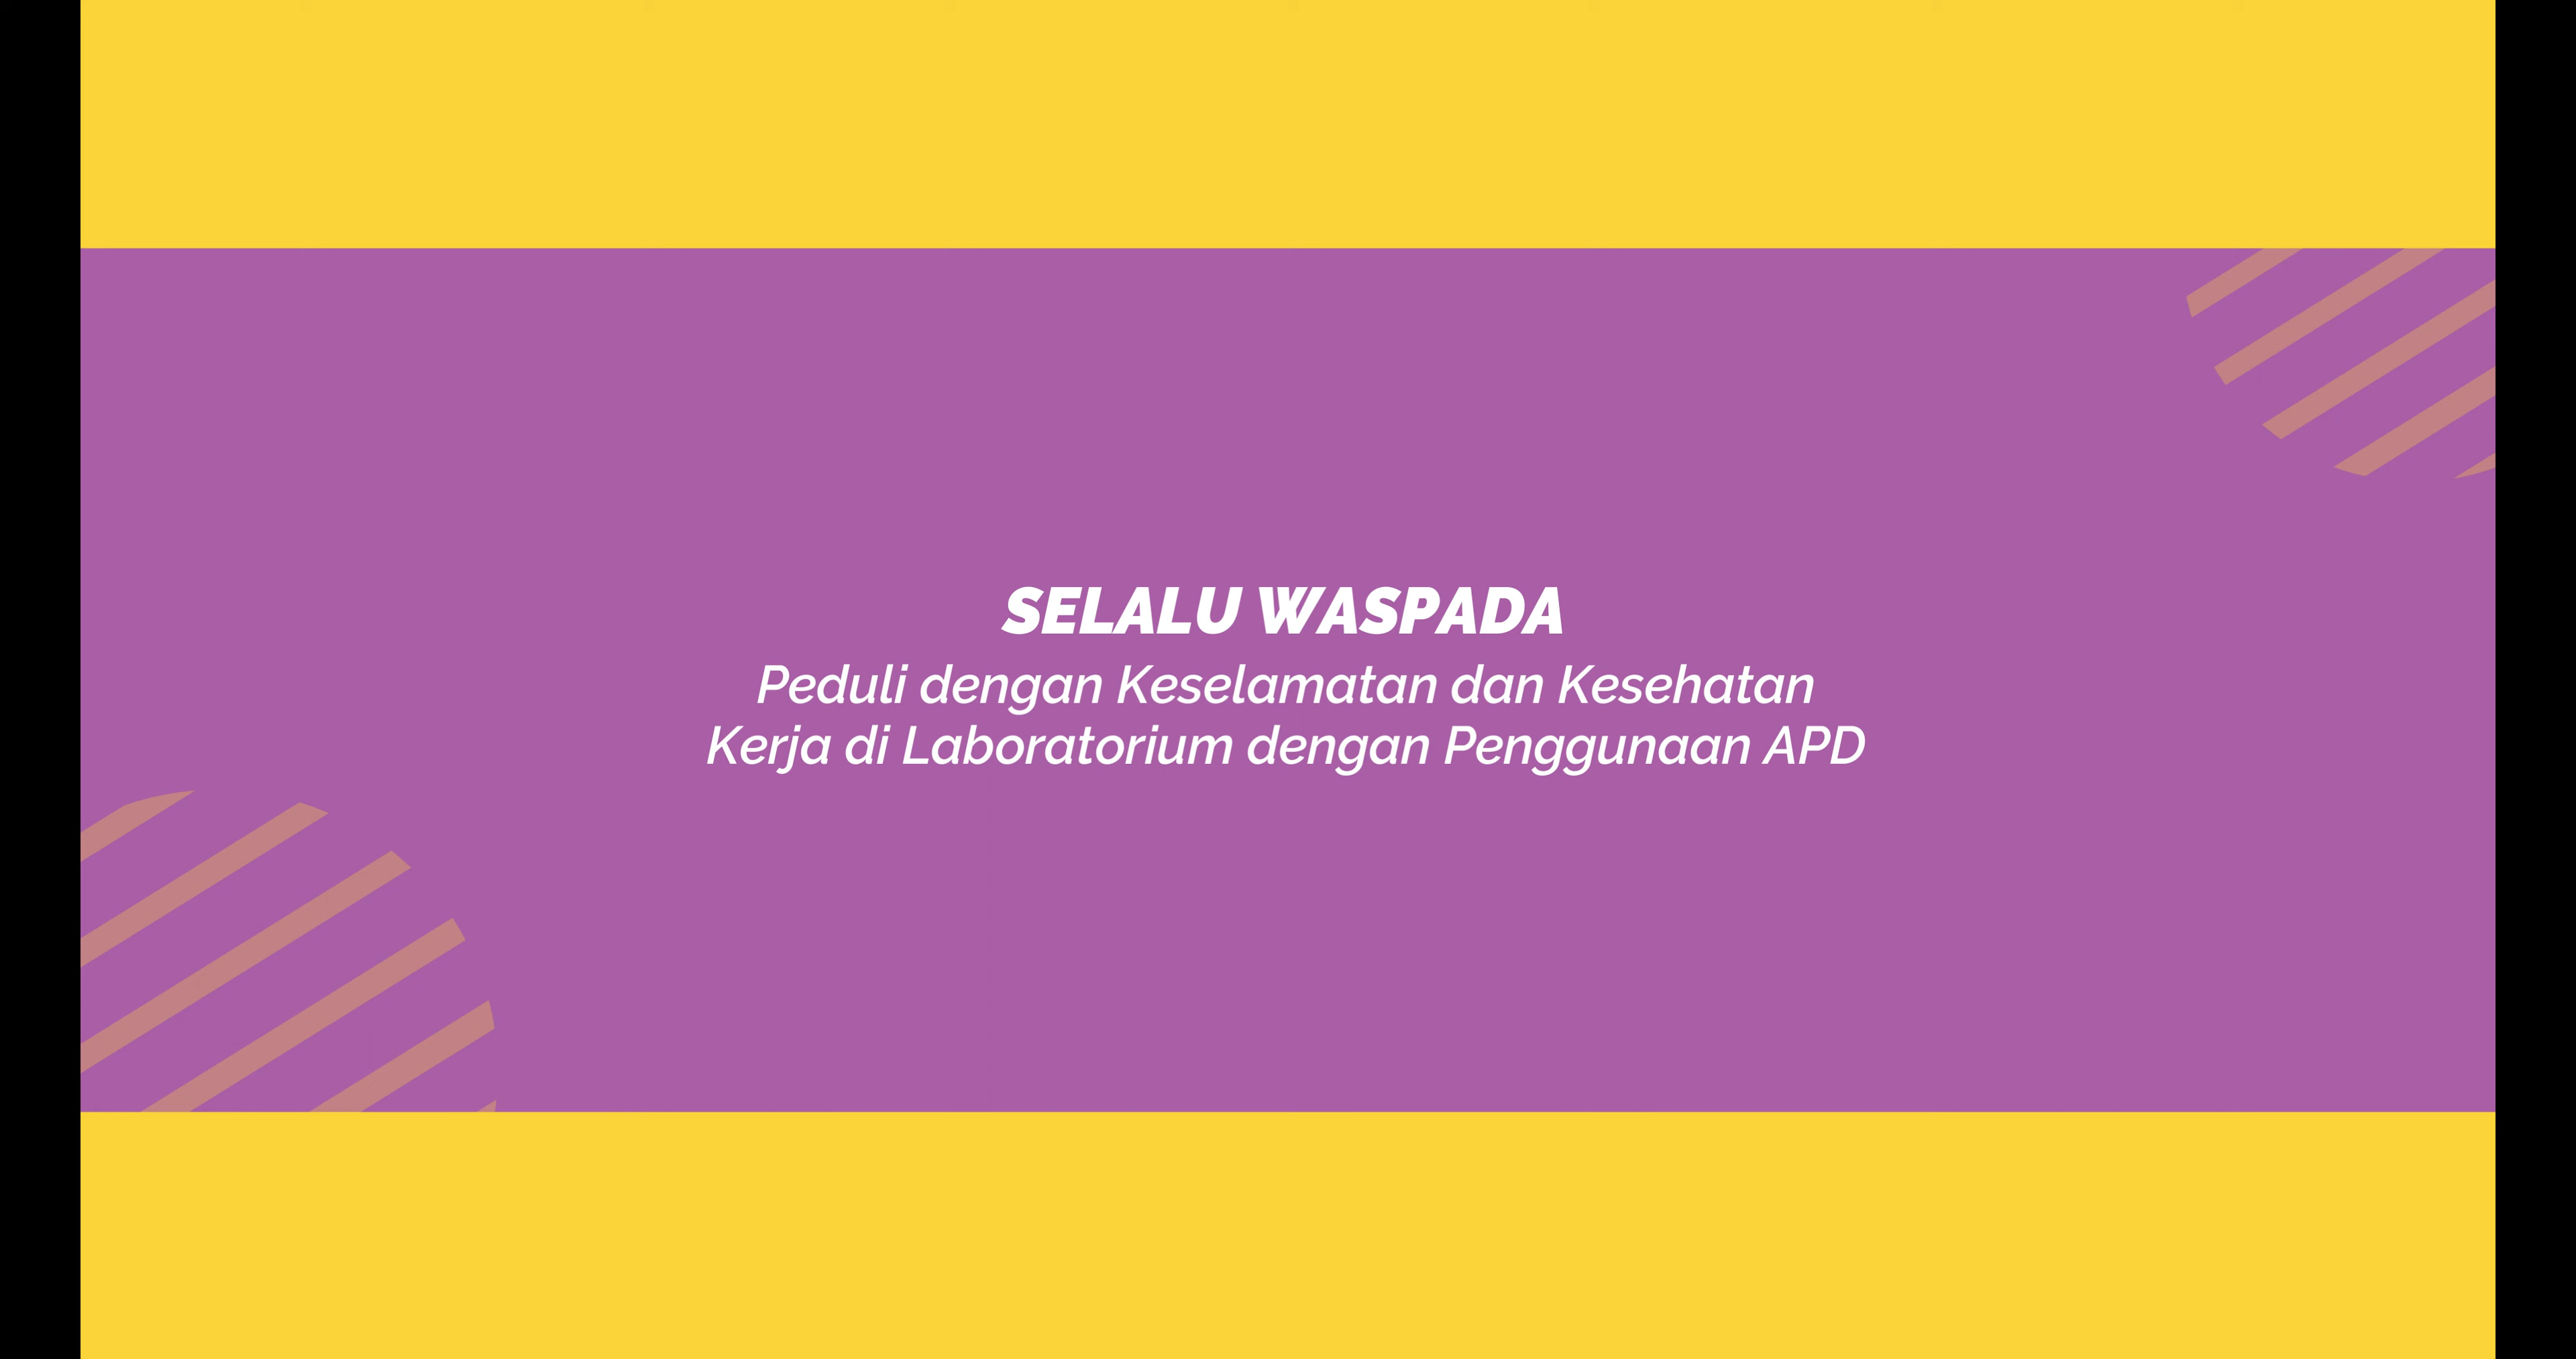 SELALU WASPADA
Peduli dengan Keselamatan dan Kesehatan
Kerja di Laboratorium dengan Penggunaan APD